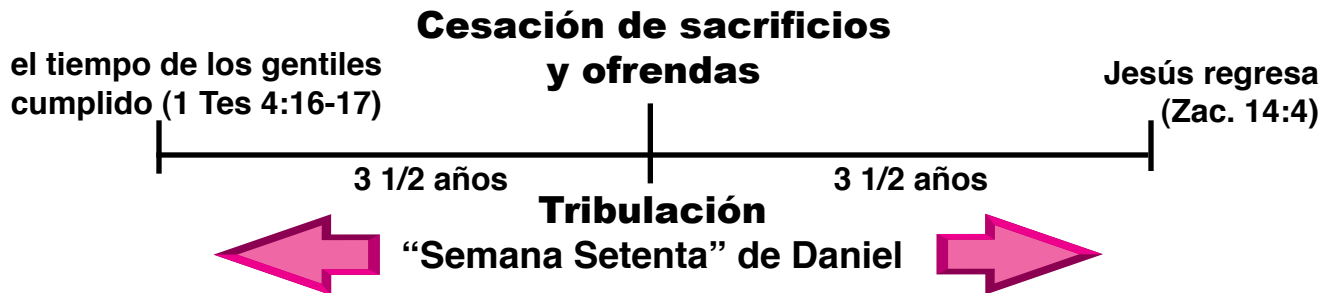 Cesación de sacrificios
y ofrendas
el tiempo de los gentiles
cumplido (1 Tes 4:16-17)
Jesús regresa
(Zac. 14:4)
3 1/2 años
3 1/2 años
Tribulación
“Semana Setenta” de Daniel